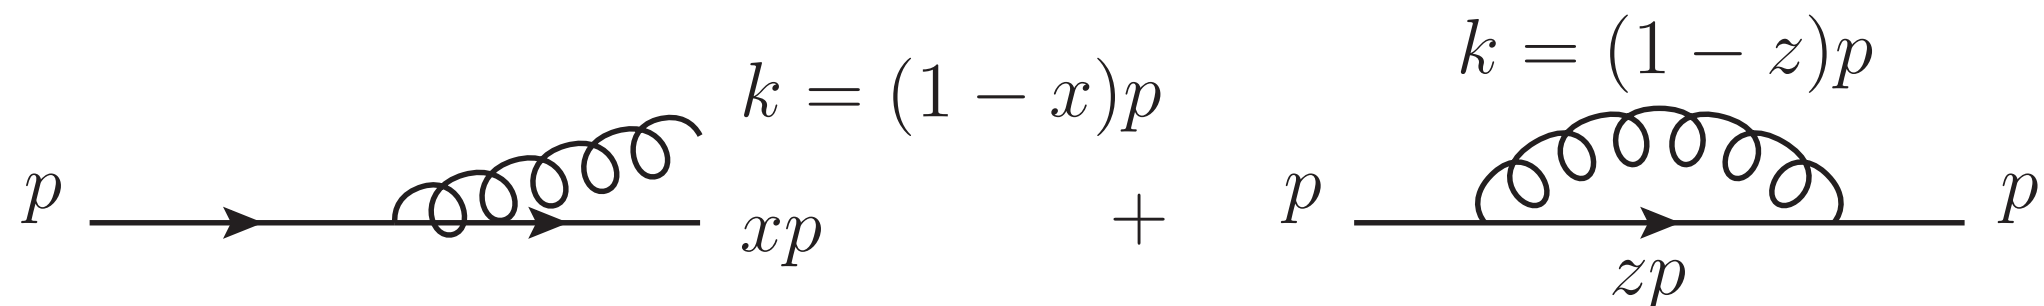 p
k = (1 − x)p
xp
+
p
k = (1 − z)p
zp
p